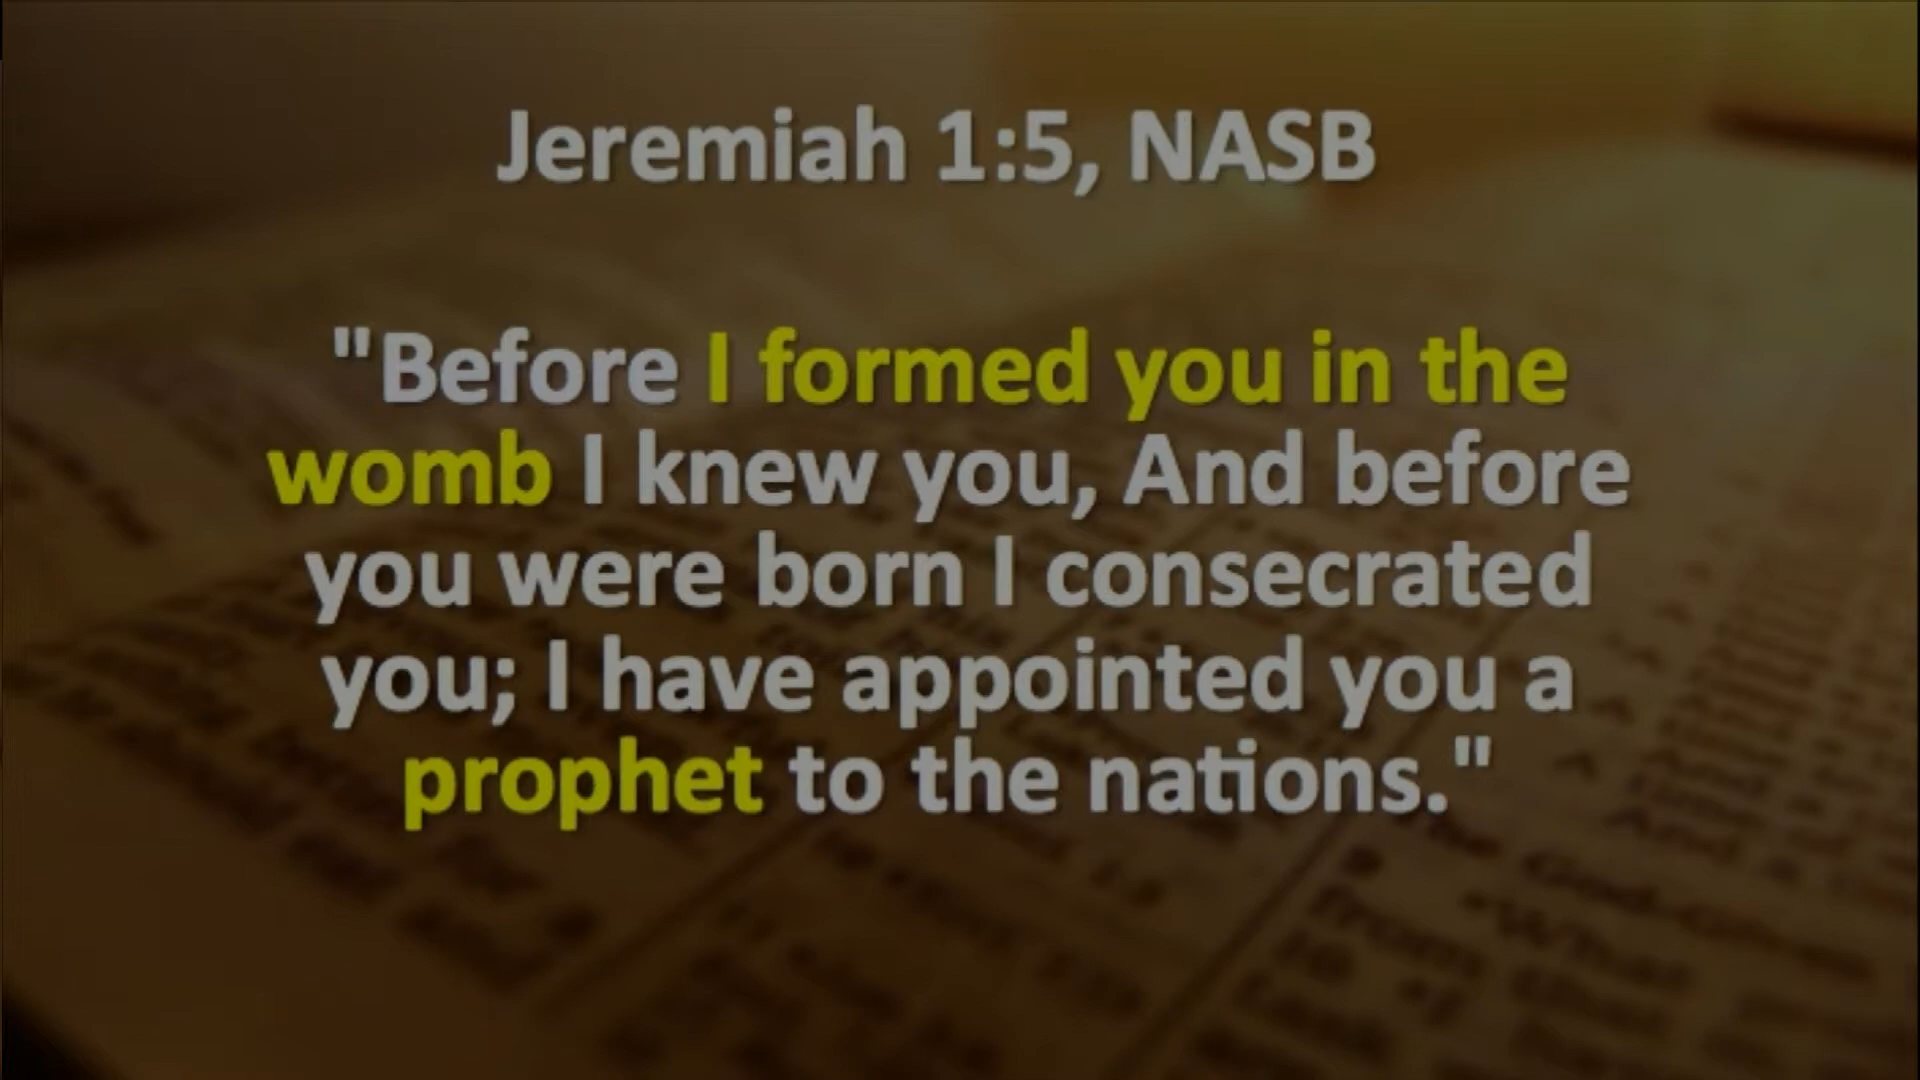 Jeremiah 1:5, NASB
"Before I formed you in the
womb I knew you, And before
you were born I consecrated
you; I have appointed you a
prophet to the nations."